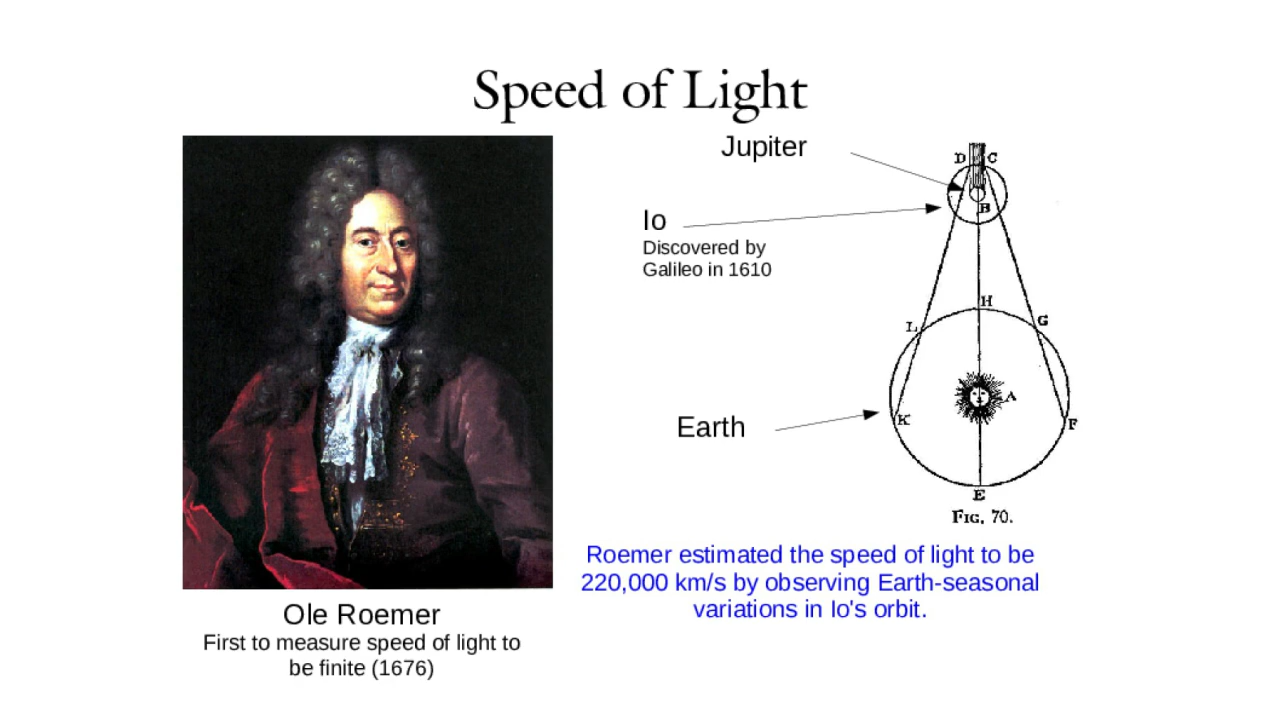 Speed of Light
Jupiter
Io
Discovered by
Galileo in 1610
Earth
D C
B
H
L G
A
K F
E
FIG. 70.
Roemer estimated the speed of light to be
220,000 km/s by observing Earth-seasonal
variations in Io's orbit.
Ole Roemer
First to measure speed of light to
be finite (1676)